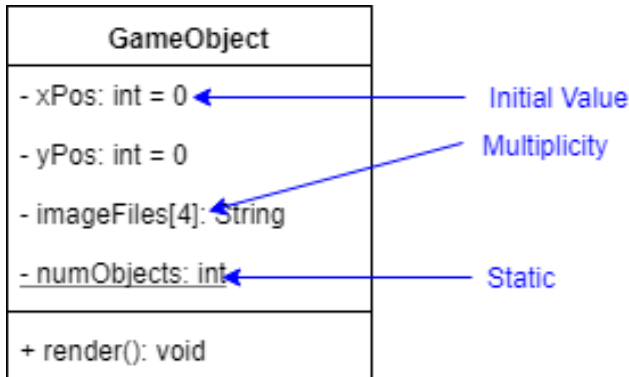 GameObject
- xPos: int = 0
Initial Value
- yPos: int = 0
Multiplicity
- imageFiles[4]: String
- numObjects: int
Static
+ render(): void